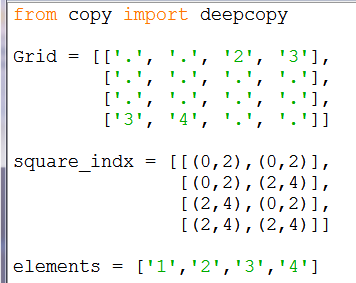 from copy import deepcopy
Grid = [['.', '.', '2', '3'],
['.', '.', '.', '.'],
['.', '.', '.', '.'],
['3', '4', '.', '.']]
square_indx = [[(0,2),(0,2)],
[(0,2),(2,4)],
[(2,4),(0,2)],
[(2,4),(2,4)]]
elements = ['1','2','3','4']